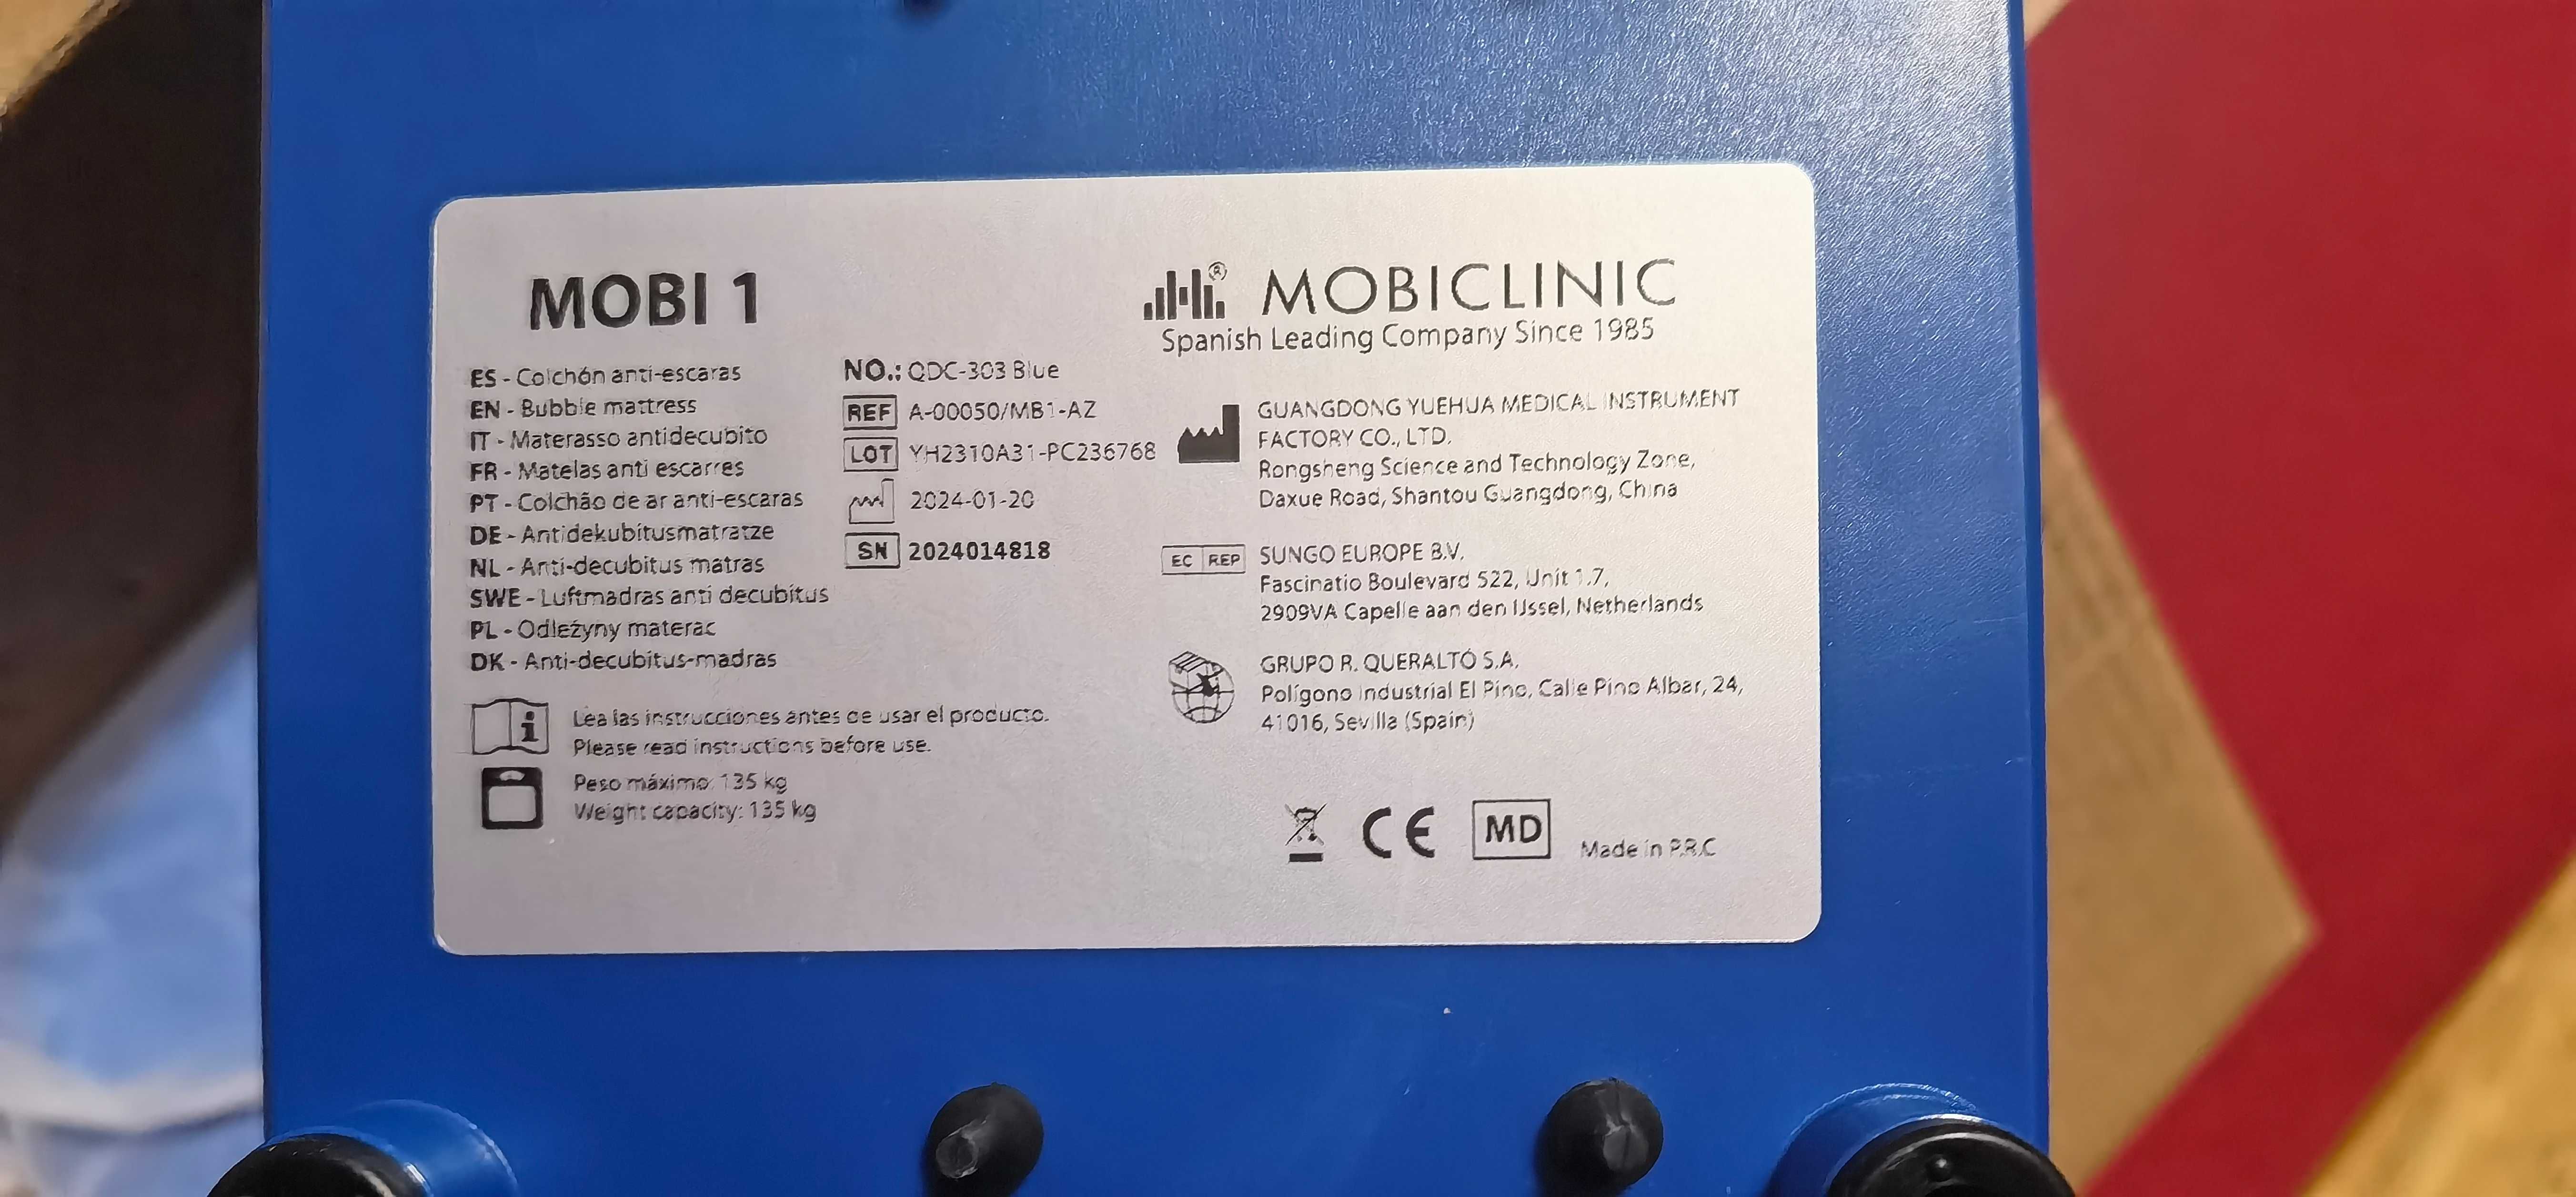 MOBI 1
ES - Colchón anti-escaras
EN - Bubble mattress
IT - Materasso antidecubito
FR - Matelas anti escarres
PT - Colchão de ar anti-escaras
DE - Antidekubitusmatratze
NL - Anti-decubitus matras
SWE - Luftmadras anti decubitus
PL - Odleżyny materac
DK - Anti-decubitus-madras
NO.: QDC-303 Blue
REF A-00050/MB1-AZ
LOT YH2310A31-PC236768
2024-01-20
SN 2024014818
i Lea las instrucciones antes de usar el producto.
Please read instructions before use.
Peso máximo: 135 kg
Weight capacity: 135 kg
® MOBICLINIC
Spanish Leading Company Since 1985
GUANGDONG YUEHUA MEDICAL INSTRUMENT
FACTORY CO., LTD.
Rongsheng Science and Technology Zone,
Daxue Road, Shantou Guangdong, China
EC REP SUNGO EUROPE B.V.
Fascinatio Boulevard 522, Unit 1.7,
2909VA Capelle aan den IJssel, Netherlands
GRUPO R. QUERALTÓ S.A.
Polígono Industrial El Pino, Calle Pino Albar, 24,
41016, Sevilla (Spain)
CE MD Made in P.R.C